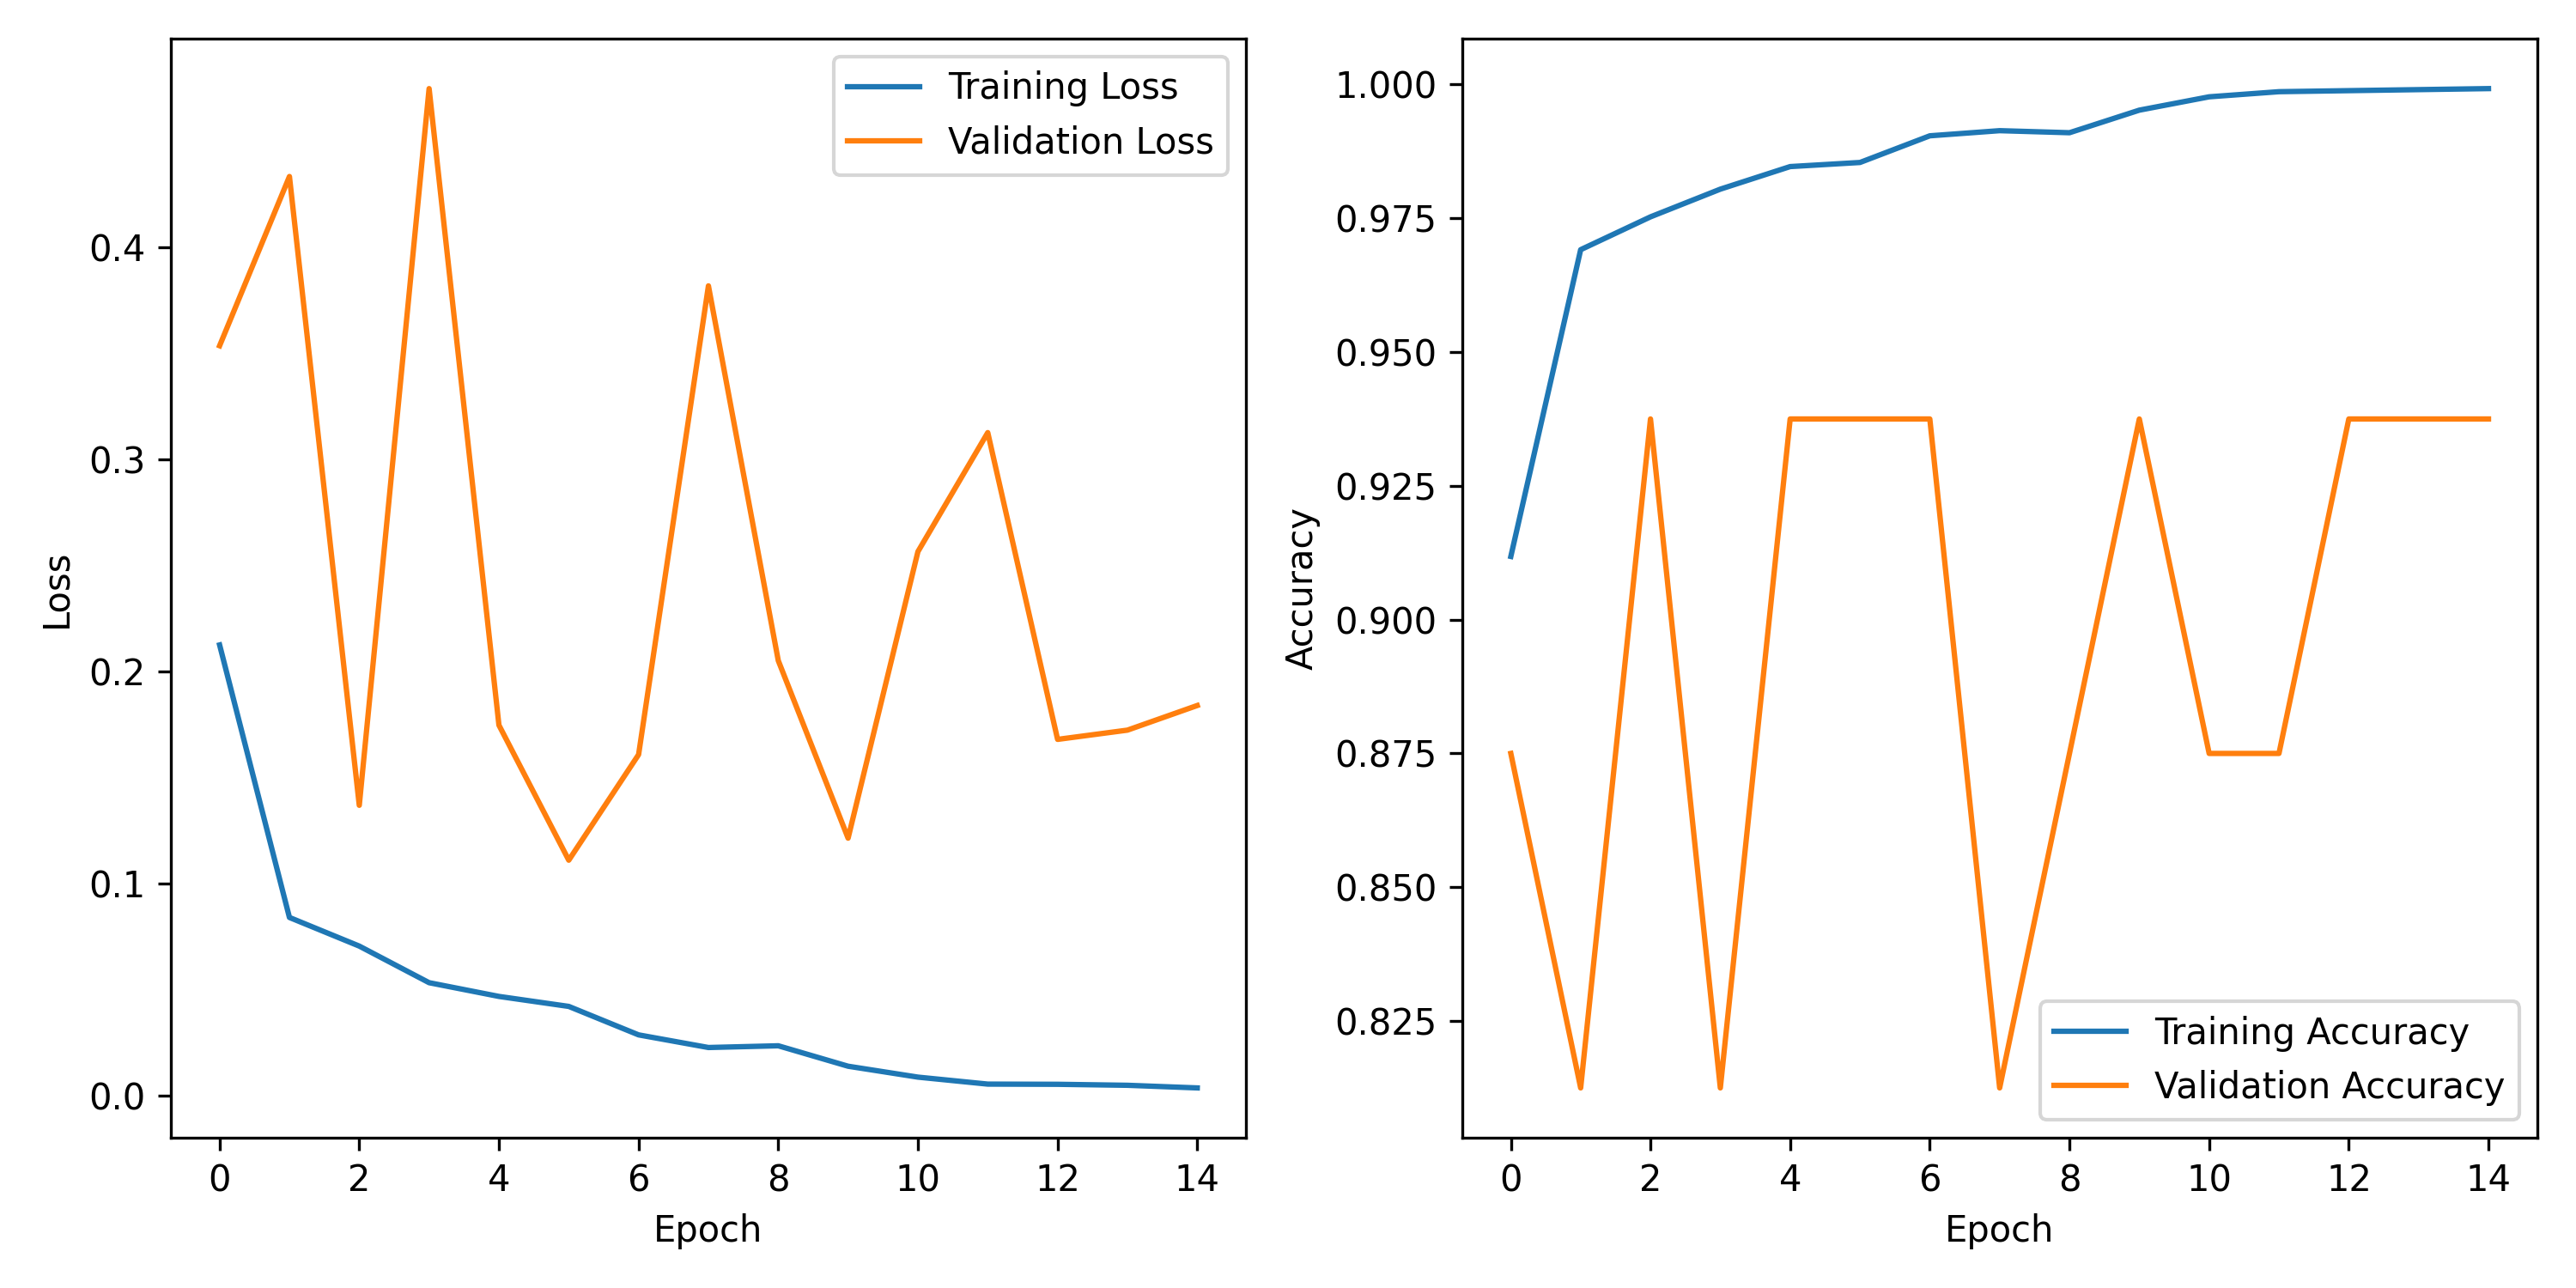 Training Loss
Validation Loss
0.4
0.3
0.2
0.1
0.0
Loss
0 2 4 6 8 10 12 14
Epoch
1.000
0.975
0.950
0.925
0.900
0.875
0.850
0.825
Accuracy
Training Accuracy
Validation Accuracy
0 2 4 6 8 10 12 14
Epoch